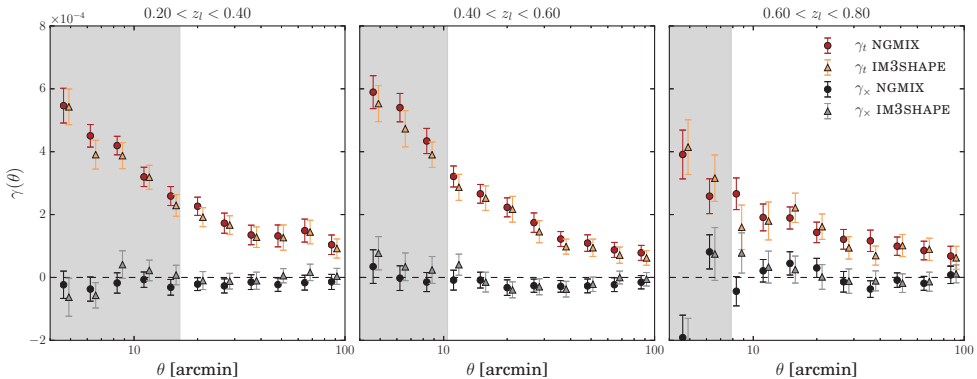 0.20 < z_l < 0.40
0.40 < z_l < 0.60
0.60 < z_l < 0.80
8 ×10⁻⁴
6
4
2
0
−2
γ(θ)
γ_t NGMIX
γ_t IM3SHAPE
γ_× NGMIX
γ_× IM3SHAPE
10 100
10 100
10 100
θ [arcmin]
θ [arcmin]
θ [arcmin]